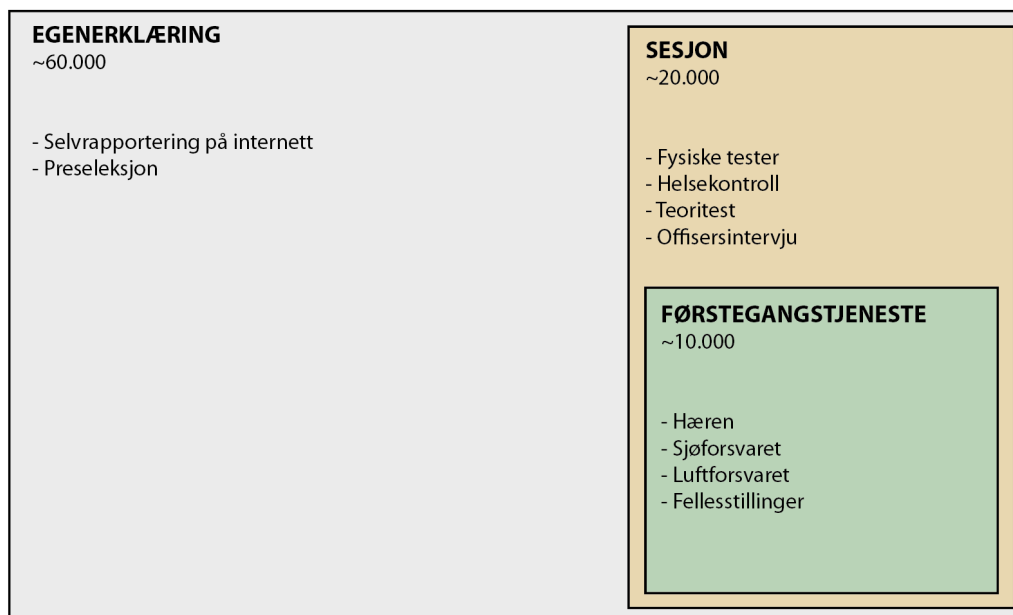 EGENERKLÆRING
~60.000
- Selvrapportering på internett
- Preseleksjon
SESJON
~20.000
- Fysiske tester
- Helsekontroll
- Teoritest
- Offisersintervju
FØRSTEGANGSTJENESTE
~10.000
- Hæren
- Sjøforsvaret
- Luftforsvaret
- Fellesstillinger